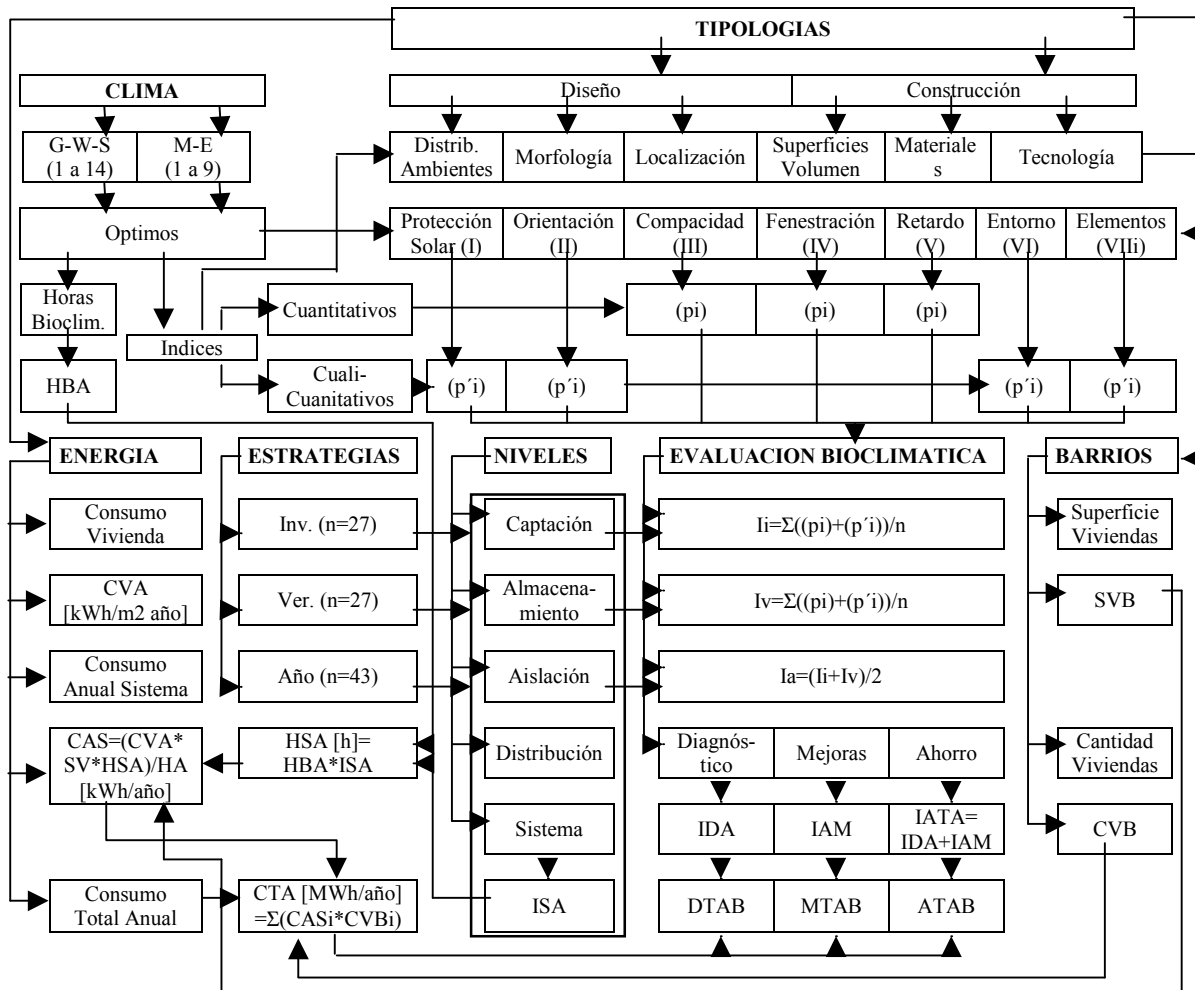 TIPOLOGIAS
CLIMA
Diseño
Construcción
G-W-S
(1 a 14)
M-E
(1 a 9)
Distrib.
Ambientes
Morfología
Localización
Superficies
Volumen
Materiale
s
Tecnología
Optimos
Protección
Solar (I)
Orientación
(II)
Compacidad
(III)
Fenestración
(IV)
Retardo
(V)
Entorno
(VI)
Elementos
(VIIi)
Horas
Bioclim.
Indices
Cuantitativos
(pi)
(pi)
(pi)
HBA
Cuali-
Cuanitativos
(p´i)
(p´i)
(p´i)
(p´i)
ENERGIA
ESTRATEGIAS
NIVELES
EVALUACION BIOCLIMATICA
BARRIOS
Consumo
Vivienda
Inv. (n=27)
Captación
Ii=Σ((pi)+(p´i))/n
Superficie
Viviendas
CVA
[kWh/m2 año]
Ver. (n=27)
Almacena-
miento
Iv=Σ((pi)+(p´i))/n
SVB
Consumo
Anual Sistema
Año (n=43)
Aislación
Ia=(Ii+Iv)/2
CAS=(CVA*
SV*HSA)/HA
[kWh/año]
HSA [h]=
HBA*ISA
Distribución
Diagnós-
tico
Mejoras
Ahorro
Cantidad
Viviendas
Sistema
IDA
IAM
IATA=
IDA+IAM
CVB
Consumo
Total Anual
CTA [MWh/año]
=Σ(CASi*CVBi)
ISA
DTAB
MTAB
ATAB